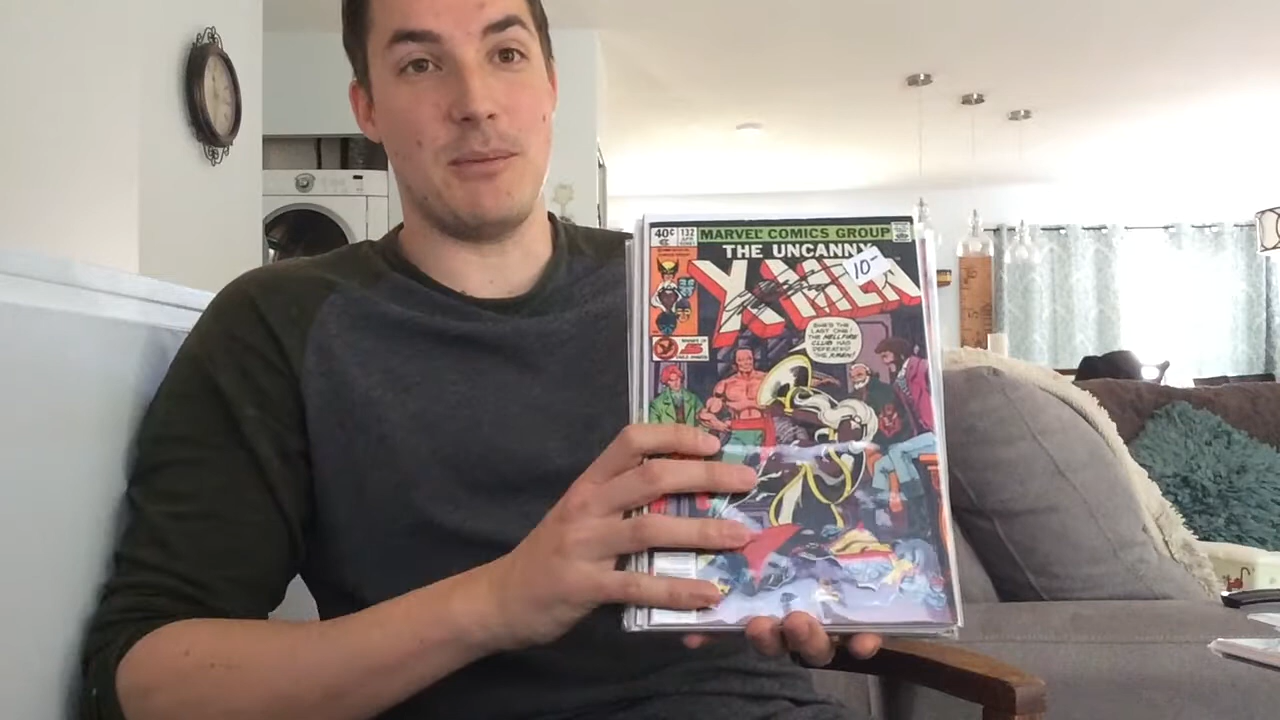 40¢
132
MARVEL® COMICS GROUP
THE UNCANNY
X-MEN
10-
SHE'S THE
LAST ONE!
THE HELLFIRE
CLUB HAS
DEFEATED
THE X-MEN!